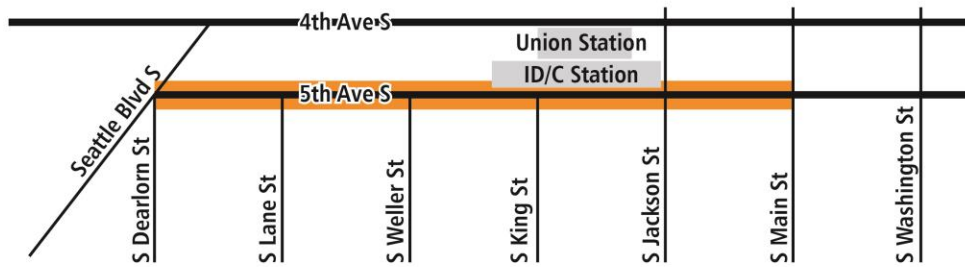 4th Ave S
Union Station
ID/C Station
5th Ave S
Seattle Blvd S
S Dearlorn St
S Lane St
S Weller St
S King St
S Jackson St
S Main St
S Washington St